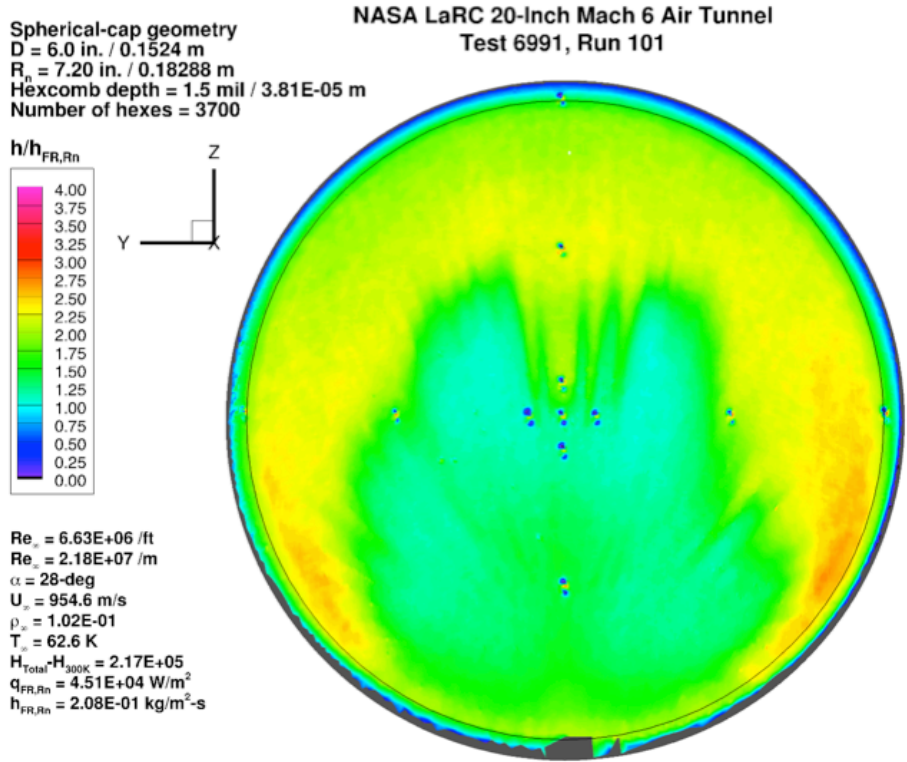 NASA LaRC 20-Inch Mach 6 Air Tunnel
Test 6991, Run 101
Spherical-cap geometry
D = 6.0 in. / 0.1524 m
Rn = 7.20 in. / 0.18288 m
Hexcomb depth = 1.5 mil / 3.81E-05 m
Number of hexes = 3700
h/hFR,Rn
4.00
3.75
3.50
3.25
3.00
2.75
2.50
2.25
2.00
1.75
1.50
1.25
1.00
0.75
0.50
0.25
0.00
Z
Y
X
Re∞ = 6.63E+06 /ft
Re∞ = 2.18E+07 /m
α = 28-deg
U∞ = 954.6 m/s
ρ∞ = 1.02E-01
T∞ = 62.6 K
HTotal-H300K = 2.17E+05
qFR,Rn = 4.51E+04 W/m²
hFR,Rn = 2.08E-01 kg/m²-s